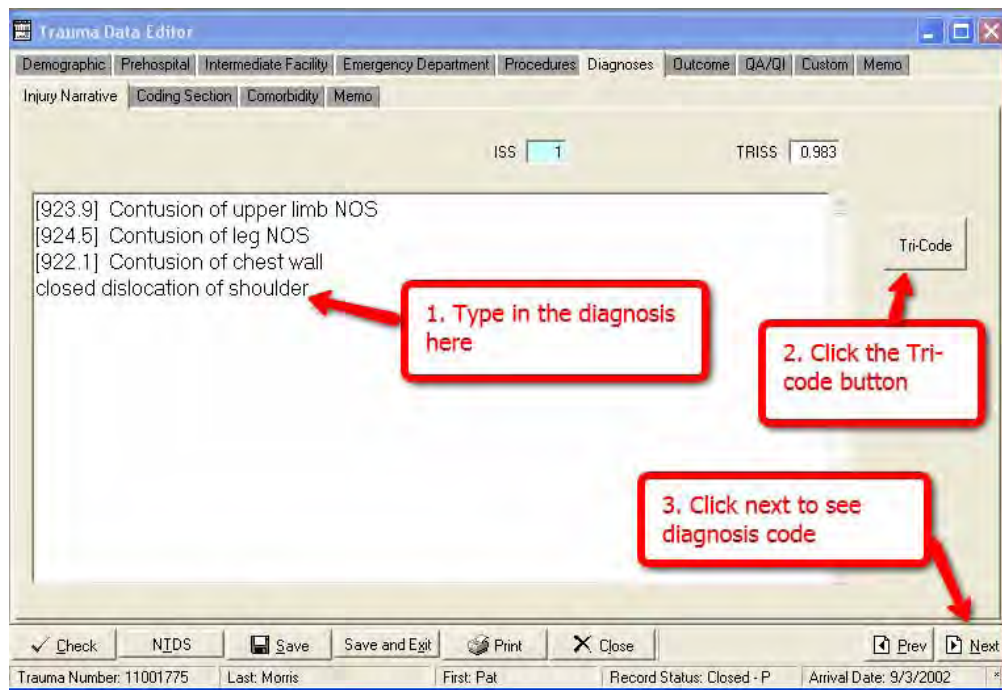 Trauma Data Editor
Demographic Prehospital Intermediate Facility Emergency Department Procedures Diagnoses Outcome QA/QI Custom Memo
Injury Narrative Coding Section Comorbidity Memo
ISS 1 TRISS 0.983
[923.9] Contusion of upper limb NOS
[924.5] Contusion of leg NOS
[922.1] Contusion of chest wall
closed dislocation of shoulder
Tri-Code
1. Type in the diagnosis
here
2. Click the Tri-
code button
3. Click next to see
diagnosis code
Check NTDS Save Save and Exit Print Close Prev Next
Trauma Number: 11001775 Last: Morris First: Pat Record Status: Closed - P Arrival Date: 9/3/2002